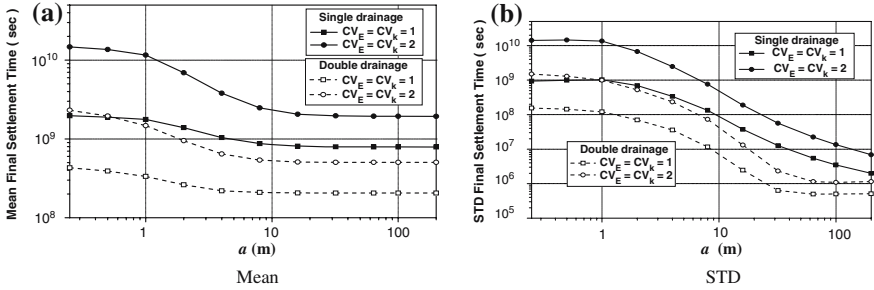 (a)
Mean Final Settlement Time ( sec)
10^10
10^9
10^8
Single drainage
CV_E = CV_k = 1
CV_E = CV_k = 2
Double drainage
CV_E = CV_k = 1
CV_E = CV_k = 2
1
10
100
a (m)
Mean
(b)
STD Final Settlement Time ( sec)
10^10
10^9
10^8
10^7
10^6
10^5
Single drainage
CV_E = CV_k = 1
CV_E = CV_k = 2
Double drainage
CV_E = CV_k = 1
CV_E = CV_k = 2
1
10
100
a (m)
STD